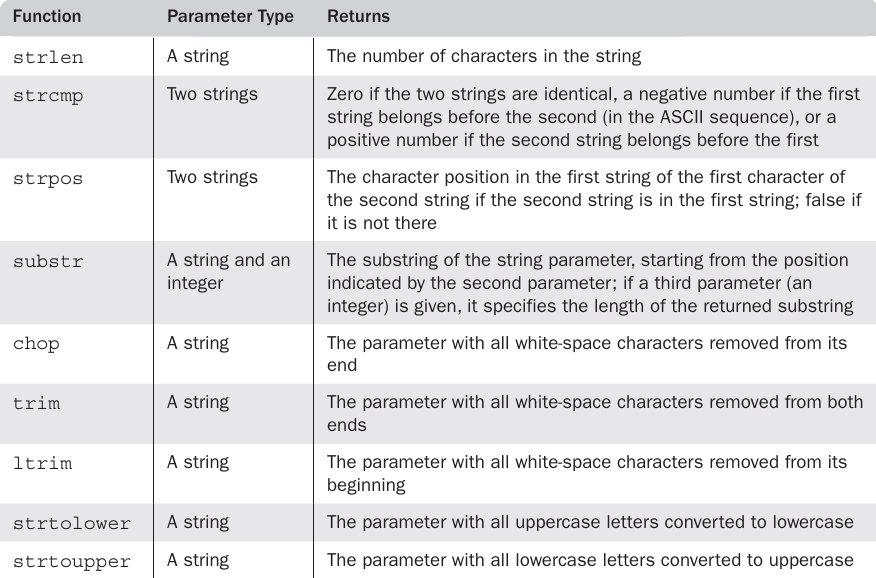 Function Parameter Type Returns
strlen A string The number of characters in the string
strcmp Two strings Zero if the two strings are identical, a negative number if the first
string belongs before the second (in the ASCII sequence), or a
positive number if the second string belongs before the first
strpos Two strings The character position in the first string of the first character of
the second string if the second string is in the first string; false if
it is not there
substr A string and an The substring of the string parameter, starting from the position
integer indicated by the second parameter; if a third parameter (an
integer) is given, it specifies the length of the returned substring
chop A string The parameter with all white-space characters removed from its
end
trim A string The parameter with all white-space characters removed from both
ends
ltrim A string The parameter with all white-space characters removed from its
beginning
strtolower A string The parameter with all uppercase letters converted to lowercase
strtoupper A string The parameter with all lowercase letters converted to uppercase